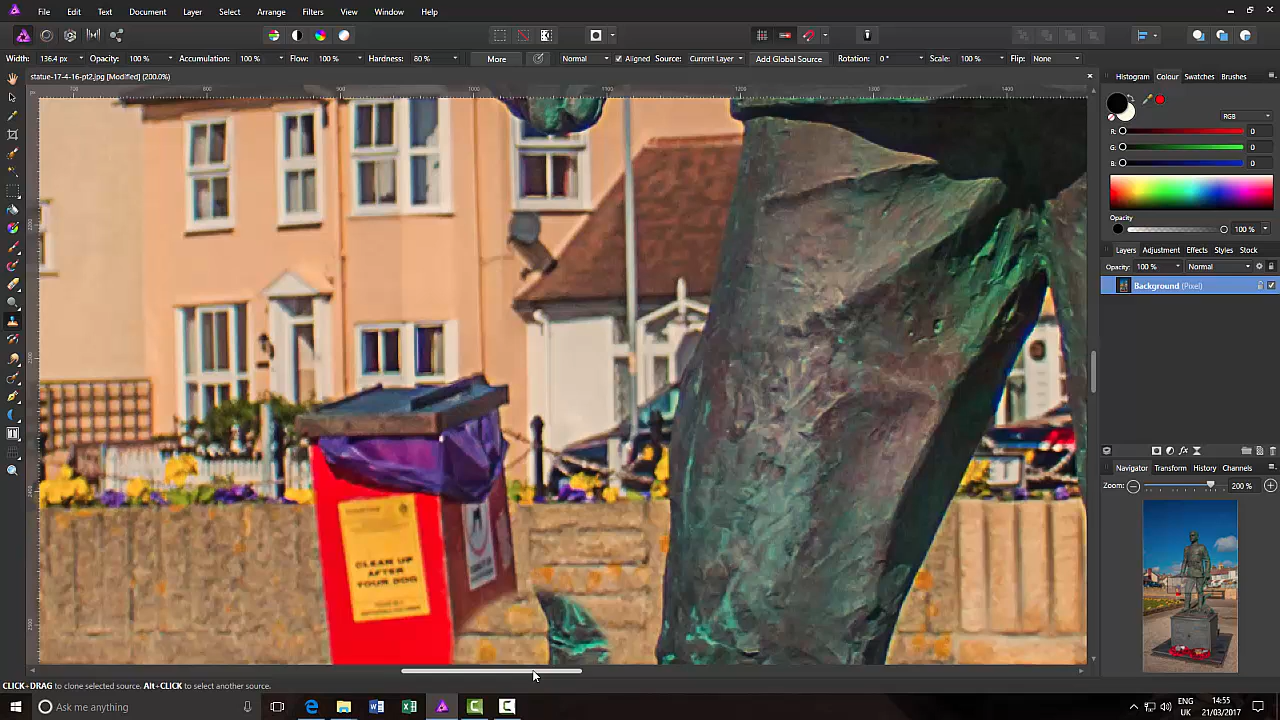 File Edit Text Document Layer Select Arrange Filters View Window Help
Width: 136.4 px Opacity: 100 % Accumulation: 100 % Flow: 100 % Hardness: 80 % More Normal Aligned Source: Current Layer Add Global Source Rotation: 0 ° Scale: 100 % Flip: None
statue-17-4-16-pt2.jpg [Modified] (200.0%)
Histogram Colour Swatches Brushes
RGB
R: 0
G: 0
B: 0
Opacity
100 %
Layers Adjustment Effects Styles Stock
Opacity: 100 % Normal
Background (Pixel)
CLEAN UP
AFTER
YOUR DOG
Navigator Transform History Channels
Zoom: 200 %
CLICK+DRAG to clone selected source. Alt+CLICK to select another source.
Ask me anything
ENG
UK
14:55
21/03/2017